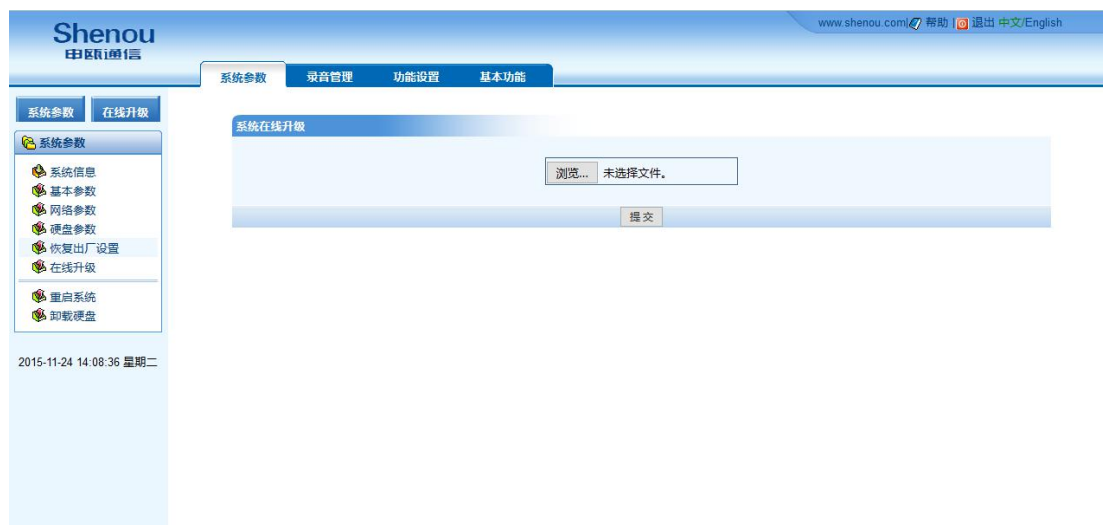 www.shenou.com| 帮助 | 退出 中文/English
Shenou
申瓯通信
系统参数 录音管理 功能设置 基本功能
系统参数 在线升级
系统参数
系统信息
基本参数
网络参数
硬盘参数
恢复出厂设置
在线升级
重启系统
卸载硬盘
2015-11-24 14:08:36 星期二
系统在线升级
浏览... 未选择文件。
提交